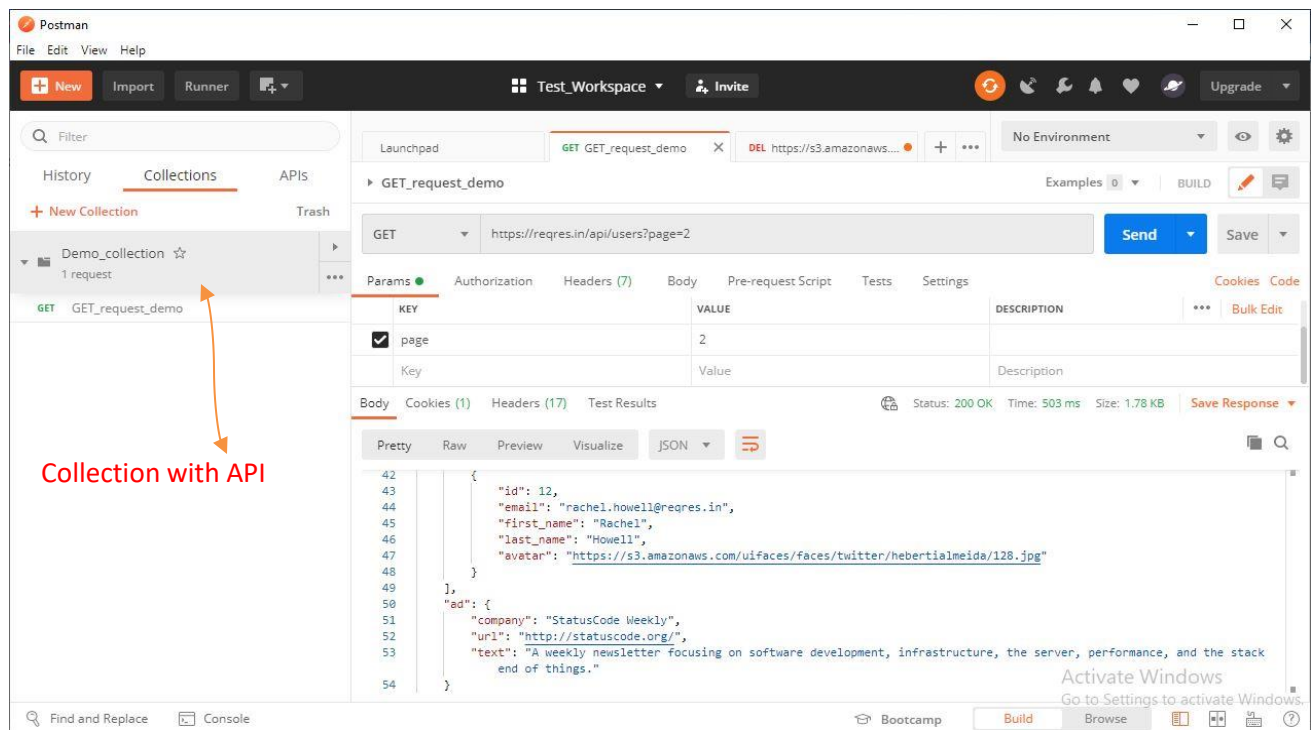 Postman
File Edit View Help
New Import Runner Test_Workspace Invite Upgrade
Filter
Launchpad GET GET_request_demo X DEL https://s3.amazonaws.... + ••• No Environment
History Collections APIs
GET_request_demo Examples 0 BUILD
+ New Collection Trash
GET https://reqres.in/api/users?page=2 Send Save
Demo_collection
1 request •••
Params Authorization Headers (7) Body Pre-request Script Tests Settings Cookies Code
GET GET_request_demo
KEY VALUE DESCRIPTION ••• Bulk Edit
page 2
Key Value Description
Body Cookies (1) Headers (17) Test Results Status: 200 OK Time: 503 ms Size: 1.78 KB Save Response
Pretty Raw Preview Visualize JSON
Collection with API
42 {
43 "id": 12,
44 "email": "rachel.howell@reqres.in",
45 "first_name": "Rachel",
46 "last_name": "Howell",
47 "avatar": "https://s3.amazonaws.com/uifaces/faces/twitter/hebertialmeida/128.jpg"
48 }
49 ],
50 "ad": {
51 "company": "StatusCode Weekly",
52 "url": "http://statuscode.org/",
53 "text": "A weekly newsletter focusing on software development, infrastructure, the server, performance, and the stack
end of things."
54 }
Activate Windows
Go to Settings to activate Windows.
Find and Replace Console Bootcamp Build Browse